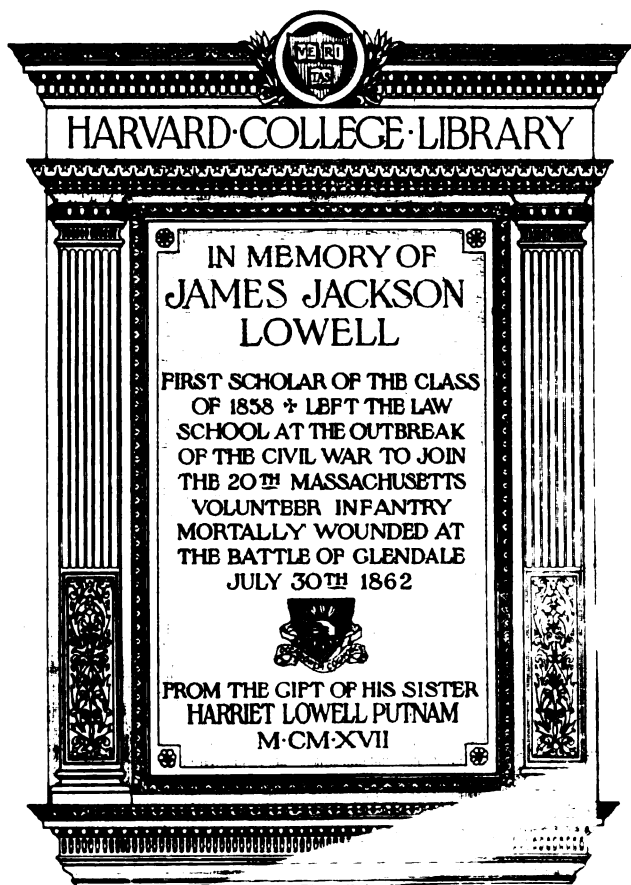 VE RI
TAS
HARVARD·COLLEGE·LIBRARY
IN MEMORY OF
JAMES JACKSON
LOWELL
FIRST SCHOLAR OF THE CLASS
OF 1858 ✢ LEFT THE LAW
SCHOOL AT THE OUTBREAK
OF THE CIVIL WAR TO JOIN
THE 20TH MASSACHUSETTS
VOLUNTEER INFANTRY
MORTALLY WOUNDED AT
THE BATTLE OF GLENDALE
JULY 30TH 1862
FROM THE GIFT OF HIS SISTER
HARRIET LOWELL PUTNAM
M·CM·XVII